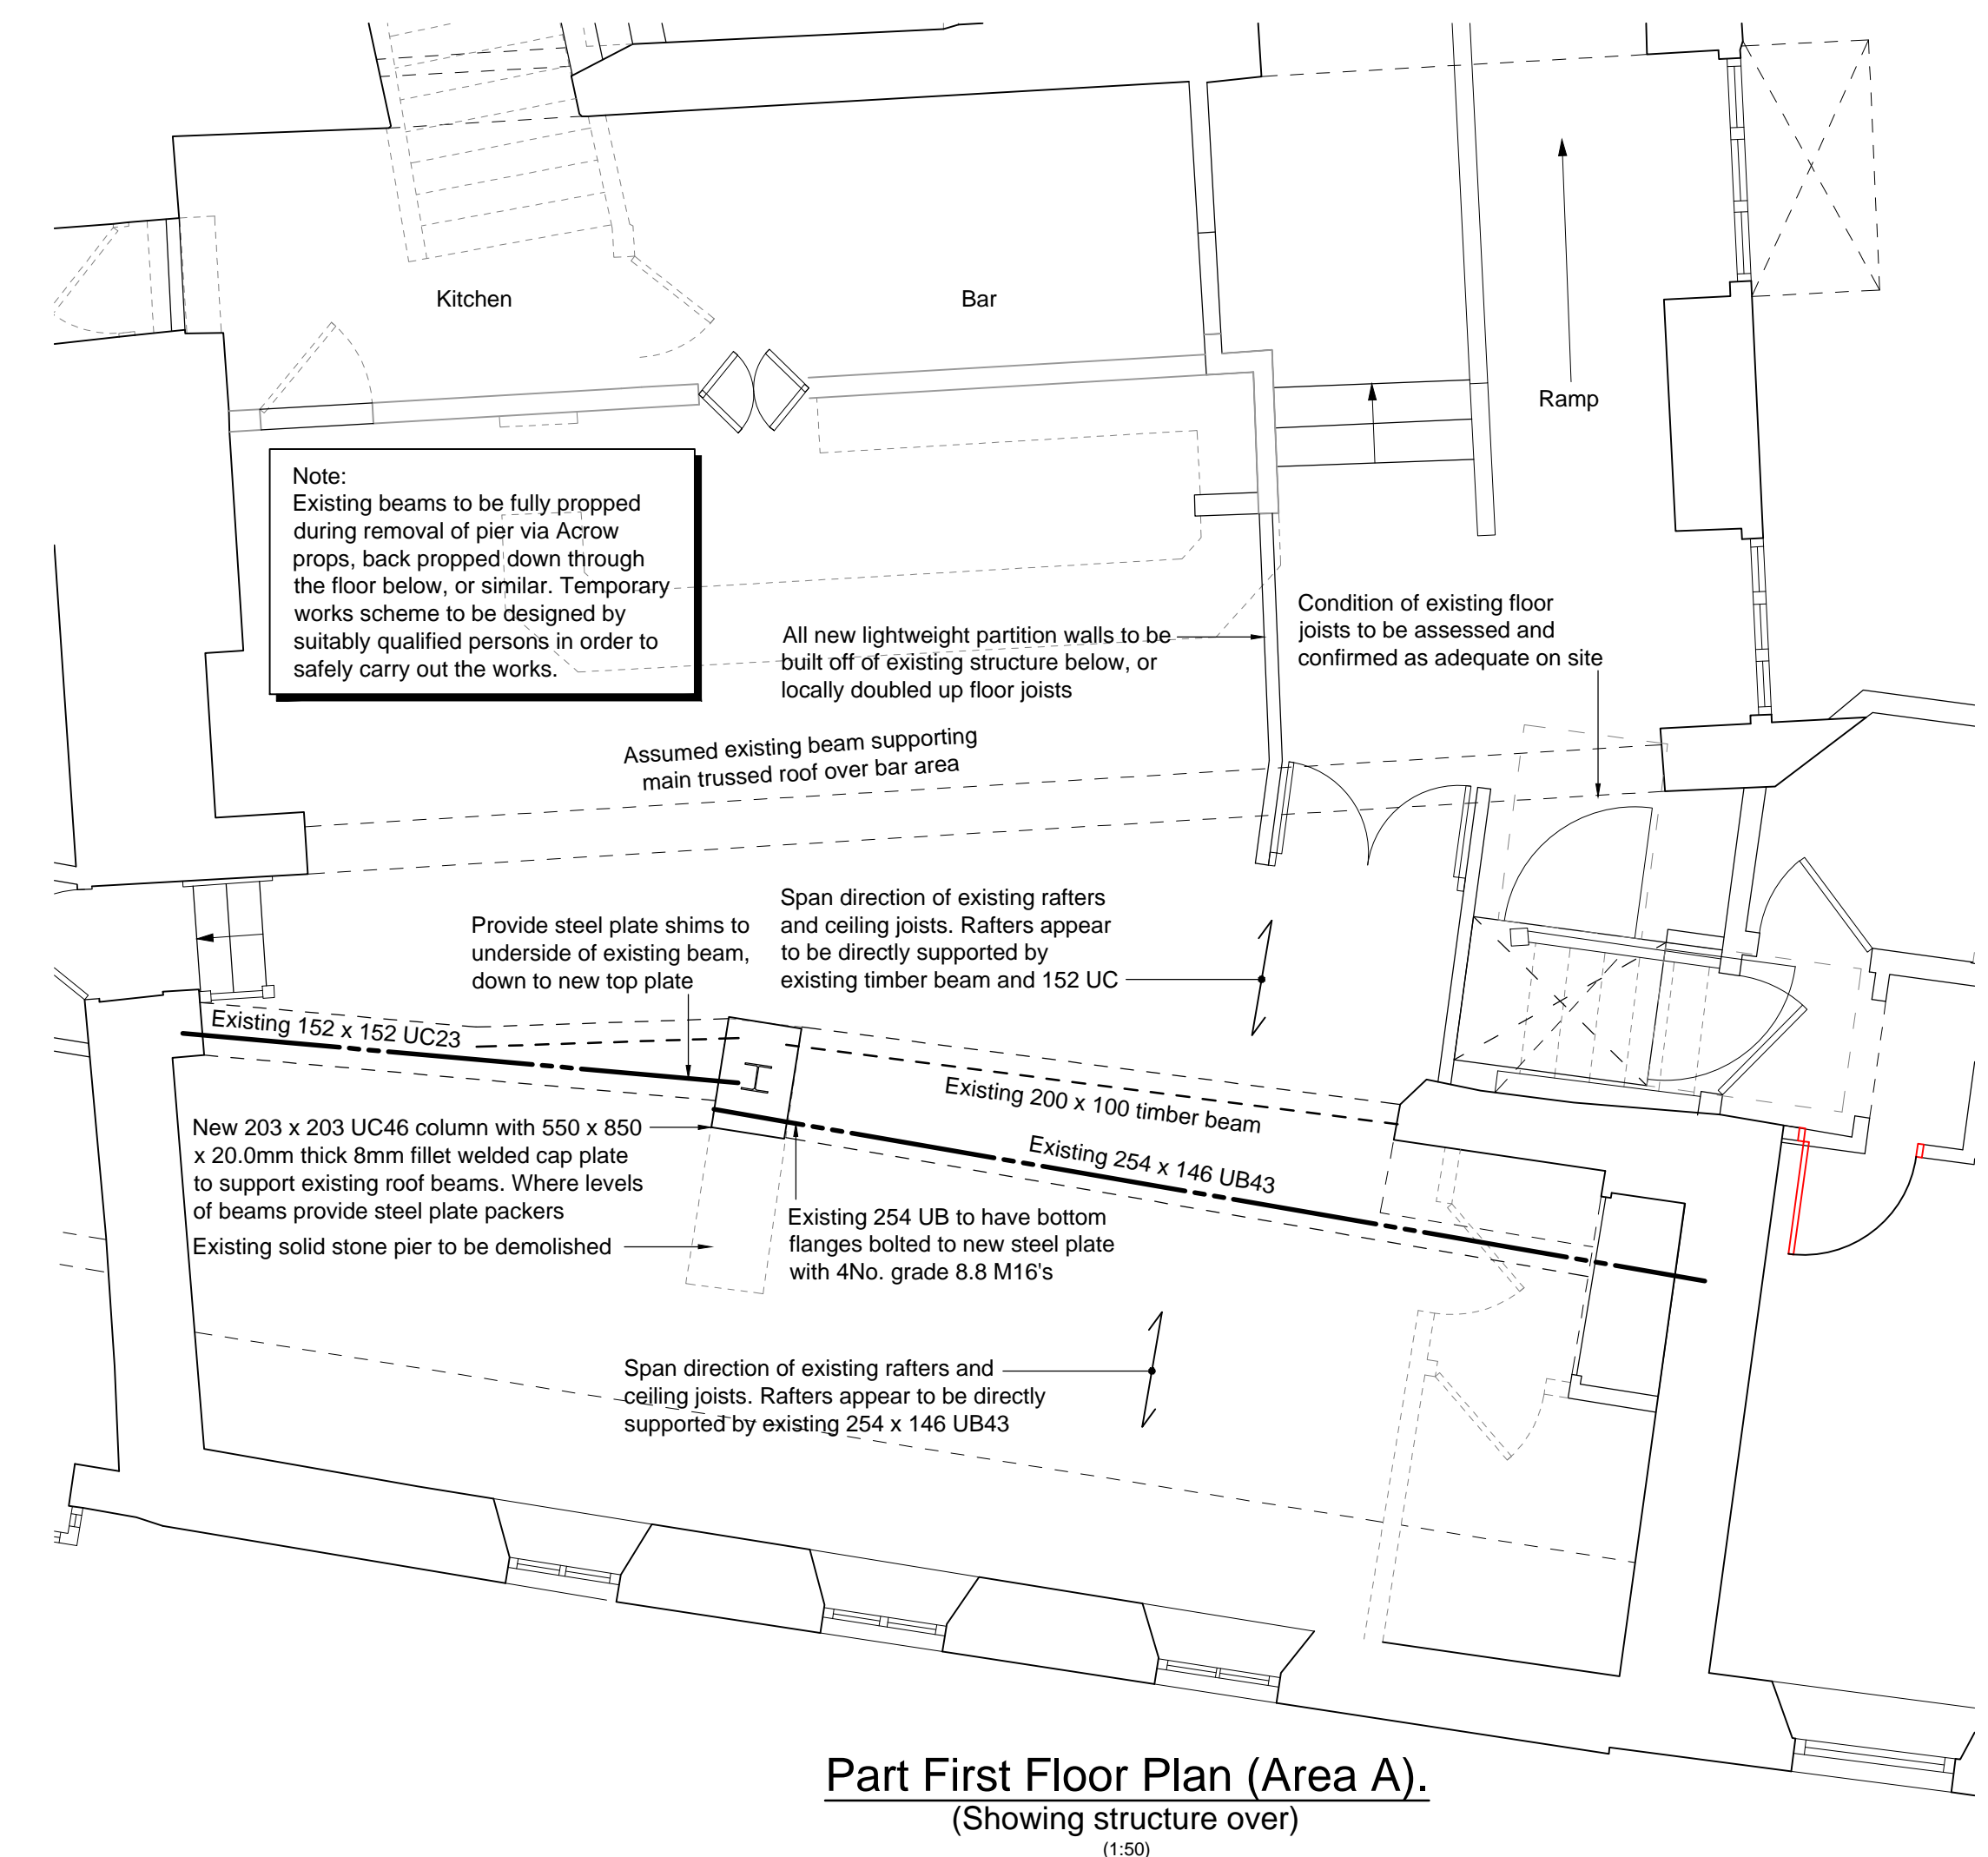 Kitchen
Bar
Ramp
Note:
Existing beams to be fully propped
during removal of pier via Acrow
props, back propped down through
the floor below, or similar. Temporary
works scheme to be designed by
suitably qualified persons in order to
safely carry out the works.
All new lightweight partition walls to be
built off of existing structure below, or
locally doubled up floor joists
Condition of existing floor
joists to be assessed and
confirmed as adequate on site
Assumed existing beam supporting
main trussed roof over bar area
Provide steel plate shims to
underside of existing beam,
down to new top plate
Span direction of existing rafters
and ceiling joists. Rafters appear
to be directly supported by
existing timber beam and 152 UC
Existing 152 x 152 UC23
Existing 200 x 100 timber beam
Existing 254 x 146 UB43
New 203 x 203 UC46 column with 550 x 850
x 20.0mm thick 8mm fillet welded cap plate
to support existing roof beams. Where levels
of beams provide steel plate packers
Existing solid stone pier to be demolished
Existing 254 UB to have bottom
flanges bolted to new steel plate
with 4No. grade 8.8 M16's
Span direction of existing rafters and
ceiling joists. Rafters appear to be directly
supported by existing 254 x 146 UB43
Part First Floor Plan (Area A).
(Showing structure over)
(1:50)